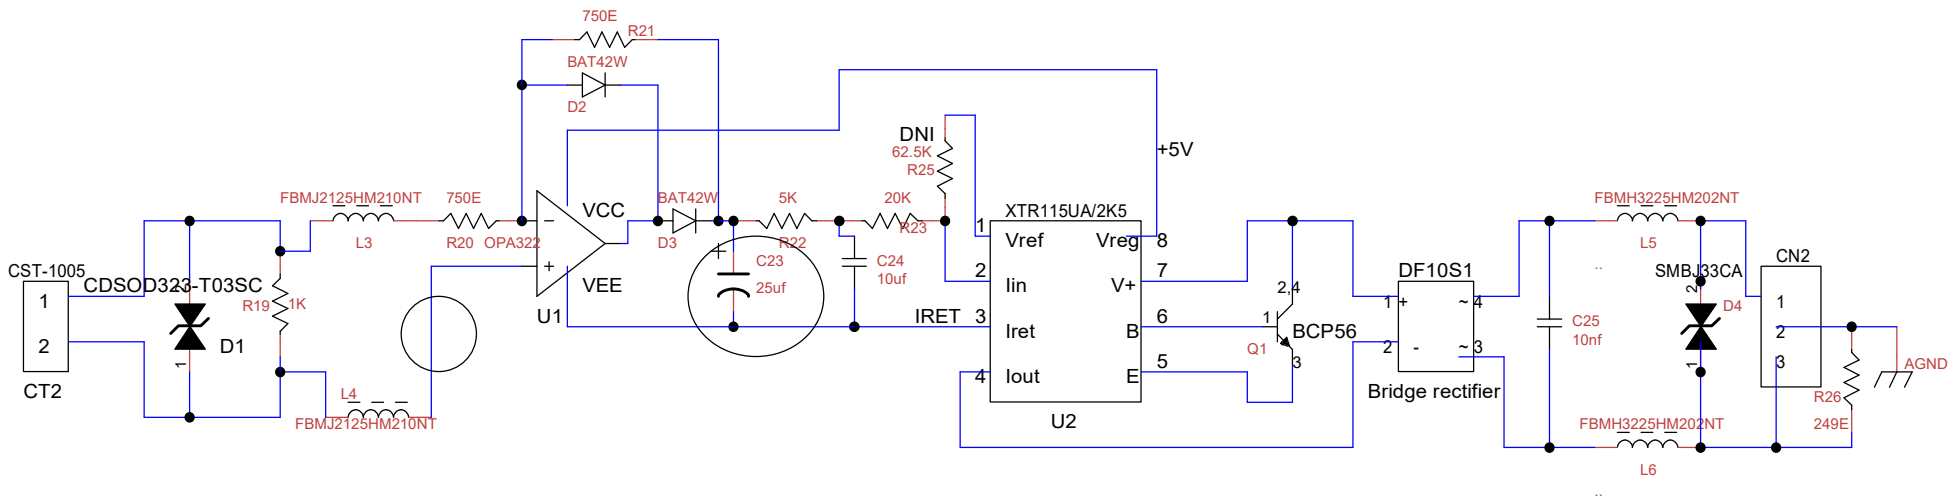 750E
R21
BAT42W
D2
DNI
62.5K
R25
+5V
FBMJ2125HM210NT
L3
750E
R20
OPA322
−
+
VCC
VEE
U1
BAT42W
D3
5K
R22
20K
R23
+
C23
25uf
C24
10uf
IRET
XTR115UA/2K5
1
Vref
Vreg
8
2
Iin
V+
7
3
Iret
B
6
4
Iout
E
5
U2
2,4
1
BCP56
Q1
3
DF10S1
1
+
~
4
2
-
~
3
Bridge rectifier
FBMH3225HM202NT
L5
..
C25
10nf
SMBJ33CA
2
D4
1
CN2
1
2
3
AGND
R26
249E
FBMH3225HM202NT
L6
..
CST-1005
1
2
CT2
CDSOD323-T03SC
2
1
D1
R19
1K
L4
FBMJ2125HM210NT